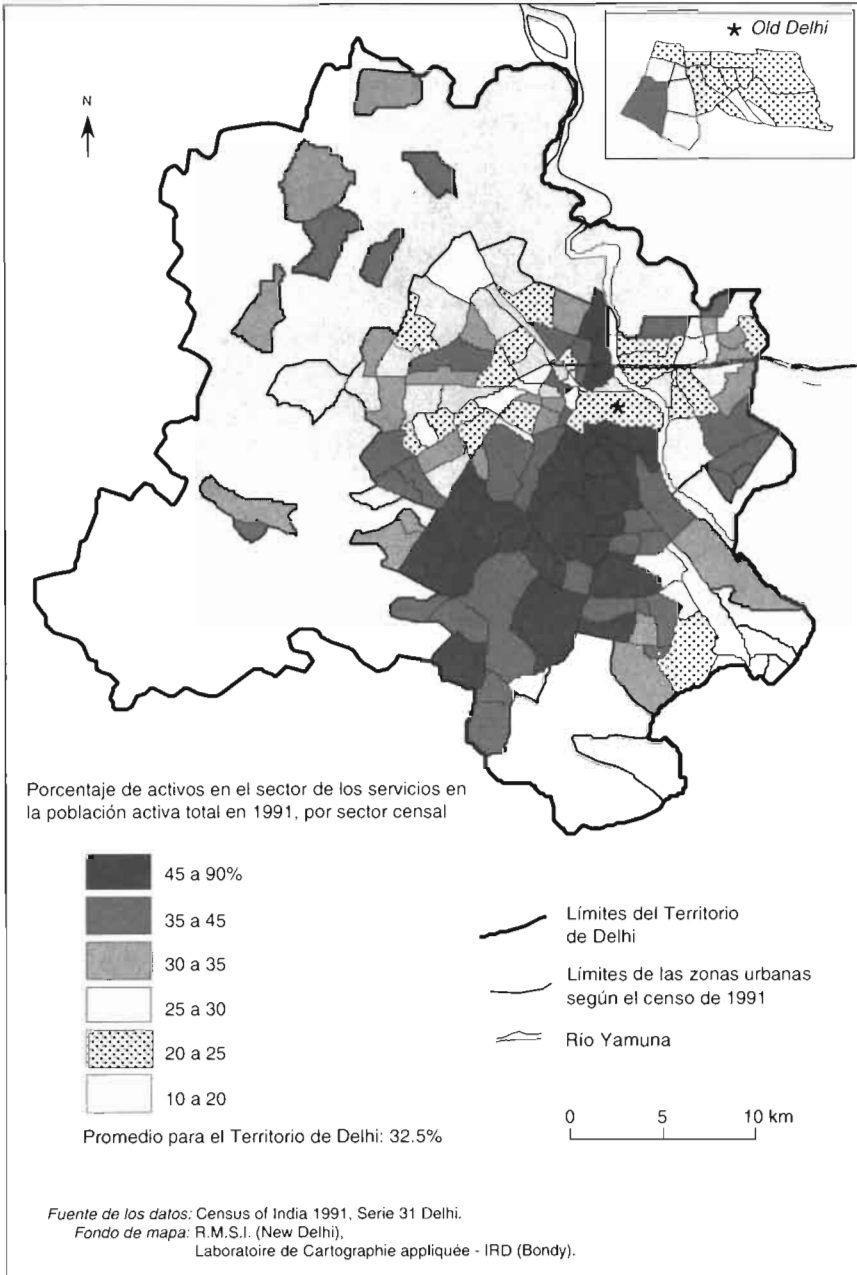 ★ Old Delhi
N
★
Porcentaje de activos en el sector de los servicios en
la población activa total en 1991, por sector censal
45 a 90%
35 a 45
30 a 35
25 a 30
20 a 25
10 a 20
Promedio para el Territorio de Delhi: 32.5%
Límites del Territorio
de Delhi
Límites de las zonas urbanas
según el censo de 1991
Río Yamuna
0 5 10 km
Fuente de los datos: Census of India 1991, Serie 31 Delhi.
Fondo de mapa: R.M.S.I. (New Delhi),
Laboratoire de Cartographie appliquée - IRD (Bondy).